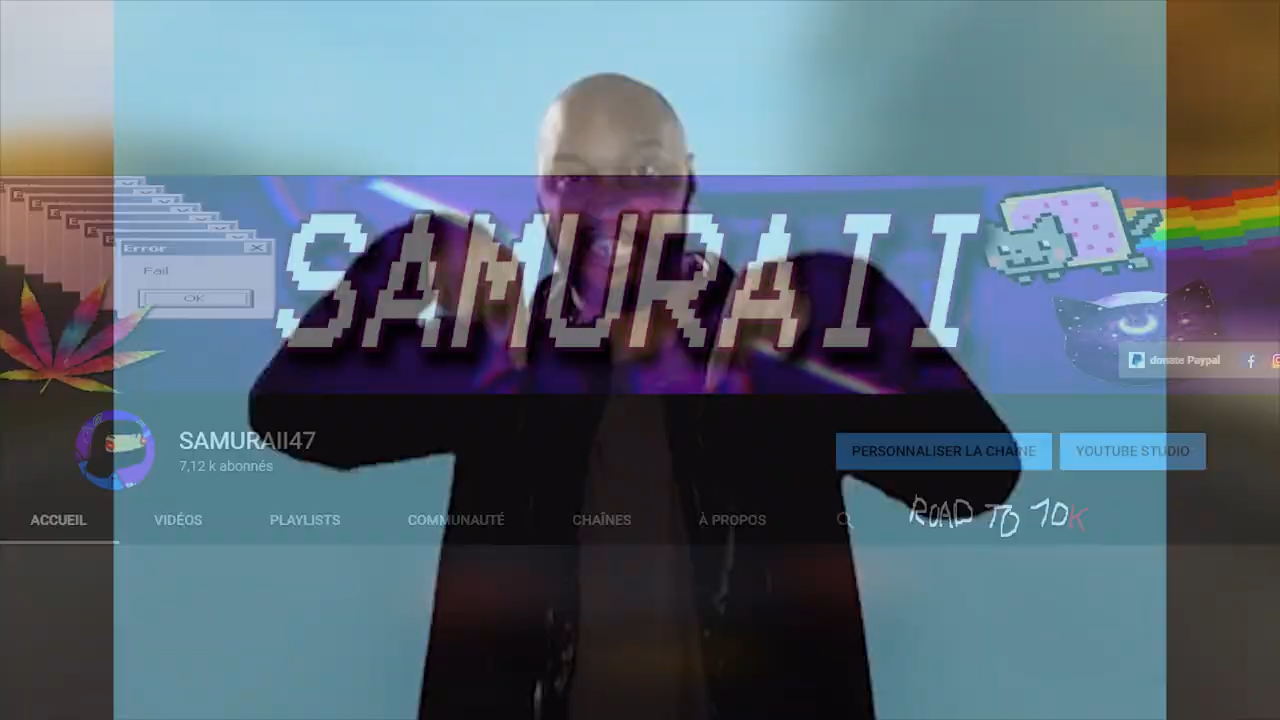 SAMURAII
Error
Fail
OK
donate Paypal
SAMURAII47
7,12 k abonnés
PERSONNALISER LA CHAÎNE
YOUTUBE STUDIO
ACCUEIL
VIDÉOS
PLAYLISTS
COMMUNAUTÉ
CHAÎNES
À PROPOS
ROAD TO 10K